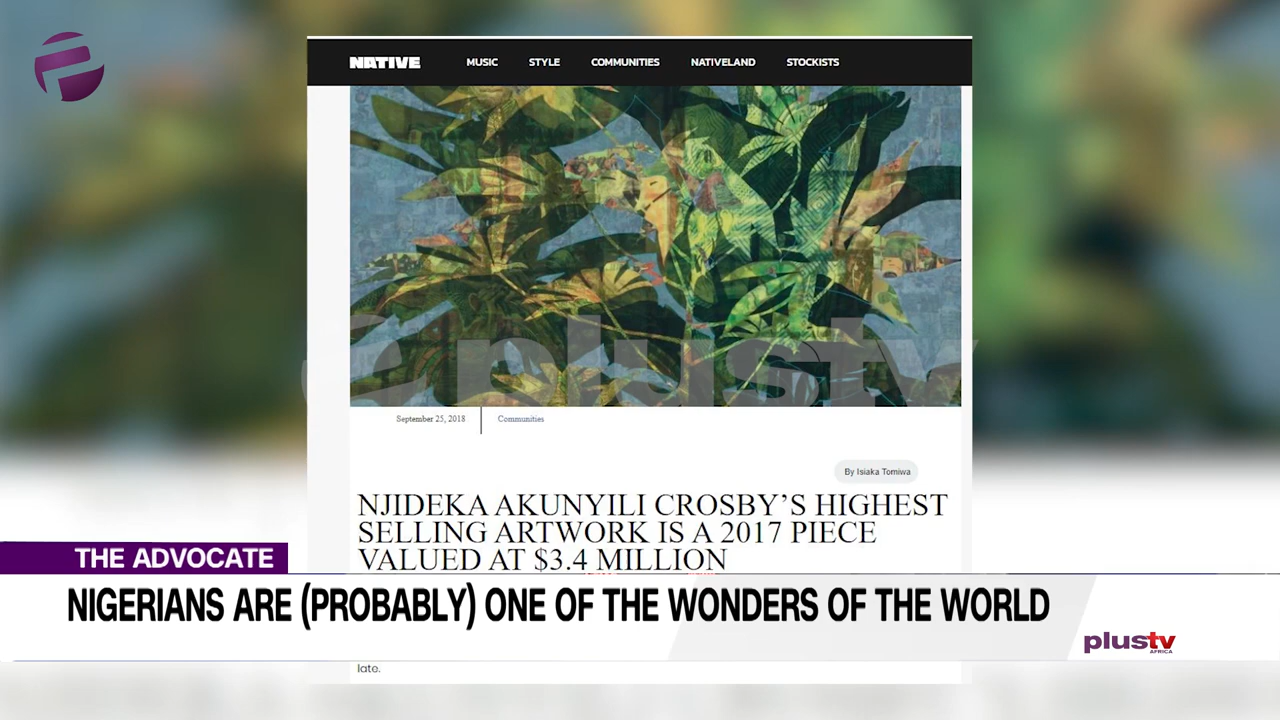 NATIVE MUSIC STYLE COMMUNITIES NATIVELAND STOCKISTS
plustv
September 25, 2018 Communities
By Isiaka Tomiwa
NJIDEKA AKUNYILI CROSBY'S HIGHEST
SELLING ARTWORK IS A 2017 PIECE
VALUED AT $3.4 MILLION
THE ADVOCATE
NIGERIANS ARE (PROBABLY) ONE OF THE WONDERS OF THE WORLD
plustv
AFRICA
late.